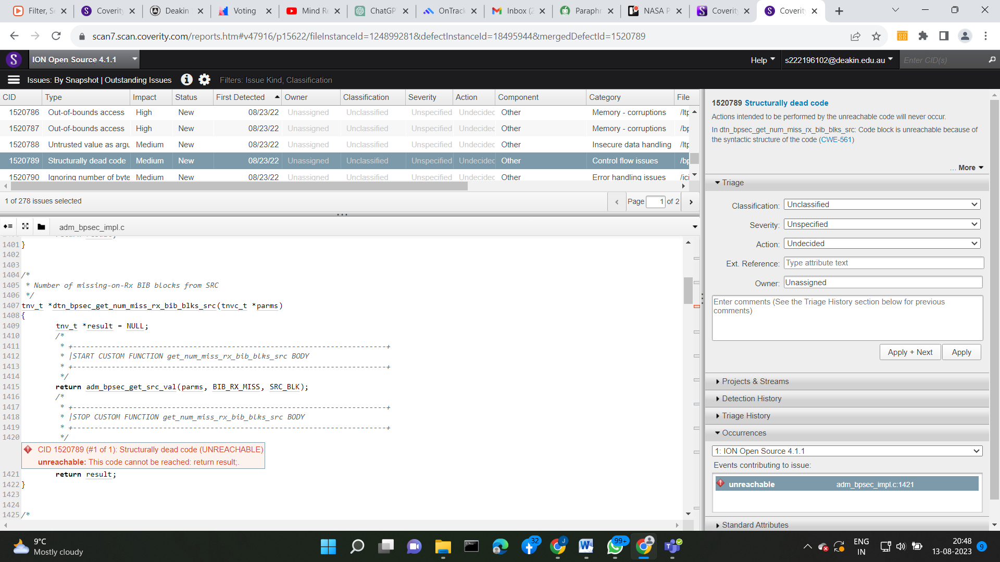 Filter, S
Coverity
Deakin
Voting
Mind R
ChatGP
OnTrack
Inbox (2
Paraphr
NASA P
Coverity
Coverity
scan7.scan.coverity.com/reports.htm#v47916/p15622/fileInstanceId=124899281&defectInstanceId=18495944&mergedDefectId=1520789
S ION Open Source 4.1.1
Help s222196102@deakin.edu.au Enter CID(s)
Issues: By Snapshot | Outstanding Issues Filters: Issue Kind, Classification
CID Type Impact Status First Detected Owner Classification Severity Action Component Category File
1520786 Out-of-bounds access High New 08/23/22 Unassigned Unclassified Unspecified Undecided Other Memory - corruptions /ltp
1520787 Out-of-bounds access High New 08/23/22 Unassigned Unclassified Unspecified Undecided Other Memory - corruptions /bp
1520788 Untrusted value as argu Medium New 08/23/22 Unassigned Unclassified Unspecified Undecided Other Insecure data handling /ltp
1520789 Structurally dead code Medium New 08/23/22 Unassigned Unclassified Unspecified Undecided Other Control flow issues /bp
1520790 Ignoring number of byte Medium New 08/23/22 Unassigned Unclassified Unspecified Undecided Other Error handling issues /ici
1 of 278 issues selected
Page 1 of 2
adm_bpsec_impl.c
1401 }
1402
1403
1404 /*
1405 * Number of missing-on-Rx BIB blocks from SRC
1406 */
1407 tnv_t *dtn_bpsec_get_num_miss_rx_bib_blks_src(tnvc_t *parms)
1408 {
1409 tnv_t *result = NULL;
1410 /*
1411 * +--------------------------------------------------------------------------+
1412 * |START CUSTOM FUNCTION get_num_miss_rx_bib_blks_src BODY
1413 * +--------------------------------------------------------------------------+
1414 */
1415 return adm_bpsec_get_src_val(parms, BIB_RX_MISS, SRC_BLK);
1416 /*
1417 * +--------------------------------------------------------------------------+
1418 * |STOP CUSTOM FUNCTION get_num_miss_rx_bib_blks_src BODY
1419 * +--------------------------------------------------------------------------+
1420 */
CID 1520789 (#1 of 1): Structurally dead code (UNREACHABLE)
unreachable: This code cannot be reached: return result;.
1421 return result;
1422 }
1423
1424
1425 /*
1520789 Structurally dead code
Actions intended to be performed by the unreachable code will never occur.
In dtn_bpsec_get_num_miss_rx_bib_blks_src: Code block is unreachable because of
the syntactic structure of the code (CWE-561)
... More
Triage
Classification: Unclassified
Severity: Unspecified
Action: Undecided
Ext. Reference: Type attribute text
Owner: Unassigned
Enter comments (See the Triage History section below for previous
comments)
Apply + Next Apply
Projects & Streams
Detection History
Triage History
Occurrences
1: ION Open Source 4.1.1
Events contributing to issue:
unreachable adm_bpsec_impl.c:1421
Standard Attributes
9°C
Mostly cloudy
32
J
99+
ENG
IN
20:48
13-08-2023
9